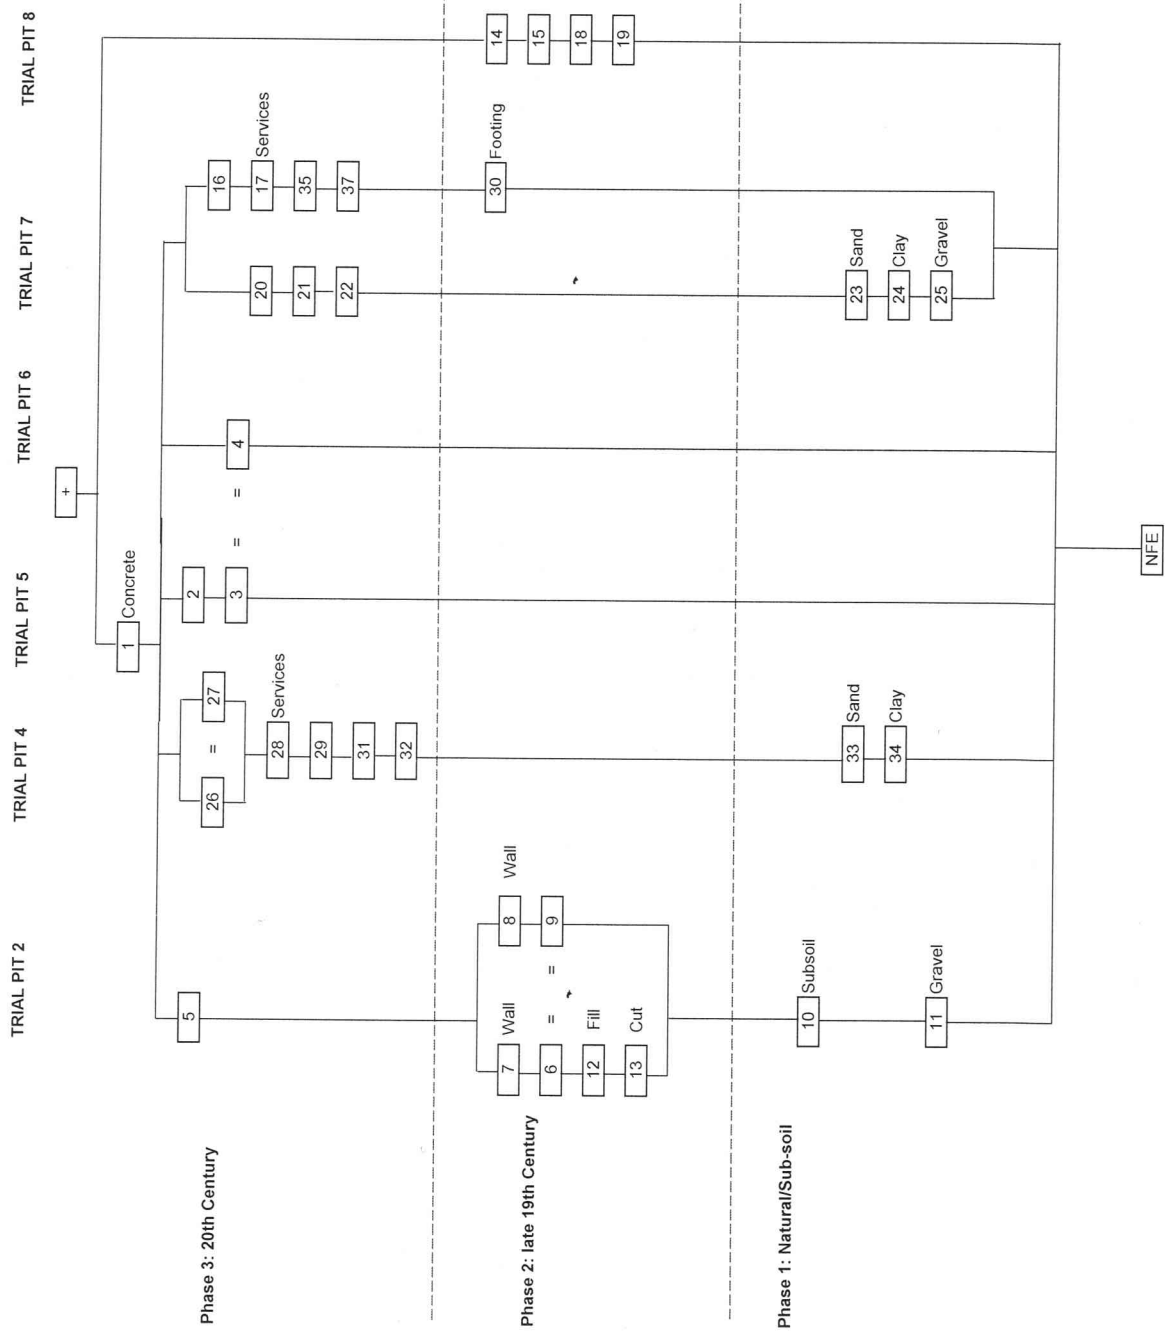 TRIAL PIT 2
TRIAL PIT 4
TRIAL PIT 5
TRIAL PIT 6
TRIAL PIT 7
TRIAL PIT 8
+
1 Concrete
Phase 3: 20th Century
5
26 = 27
28 Services
29
31
32
2
3 = = 4
20
21
22
16
17 Services
35
37
Phase 2: late 19th Century
7 Wall
8 Wall
6 = = 9
12 Fill
13 Cut
30 Footing
14
15
18
19
Phase 1: Natural/Sub-soil
10 Subsoil
11 Gravel
33 Sand
34 Clay
23 Sand
24 Clay
25 Gravel
NFE